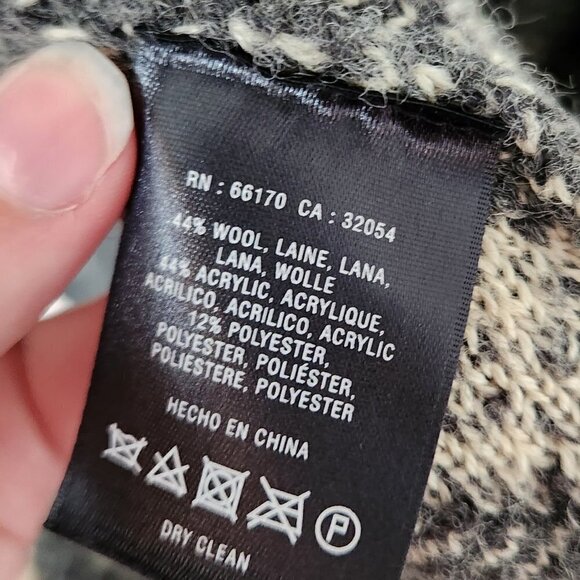 RN : 66170 CA : 32054
44% WOOL, LAINE, LANA,
LANA, WOLLE
44% ACRYLIC, ACRYLIQUE,
ACRILICO, ACRILICO, ACRYLIC
12% POLYESTER,
POLYESTER, POLIÉSTER,
POLIESTERE, POLYESTER
HECHO EN CHINA
P
DRY CLEAN